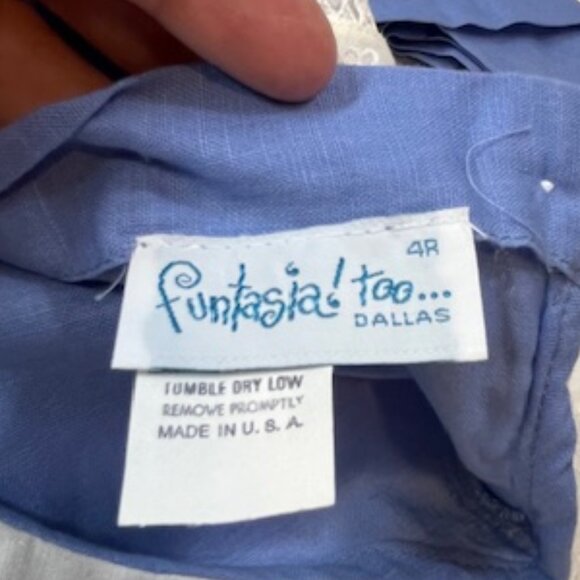 4R
funtasia! too...
DALLAS
TUMBLE DRY LOW
REMOVE PROMPTLY
MADE IN U.S.A.